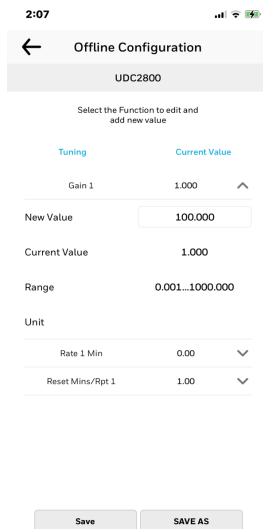 2:07
Offline Configuration
UDC2800
Select the Function to edit and
add new value
Tuning Current Value
Gain 1 1.000
New Value 100.000
Current Value 1.000
Range 0.001...1000.000
Unit
Rate 1 Min 0.00
Reset Mins/Rpt 1 1.00
Save SAVE AS